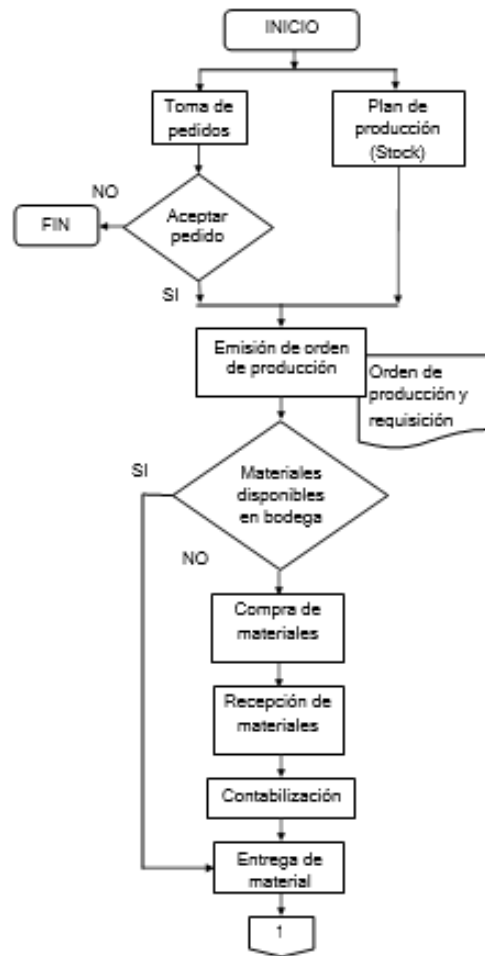 INICIO
Toma de
pedidos
Plan de
producción
(Stock)
NO
FIN
Aceptar
pedido
SI
Emisión de orden
de producción
Orden de
producción y
requisición
SI
Materiales
disponibles
en bodega
NO
Compra de
materiales
Recepción de
materiales
Contabilización
Entrega de
material
1